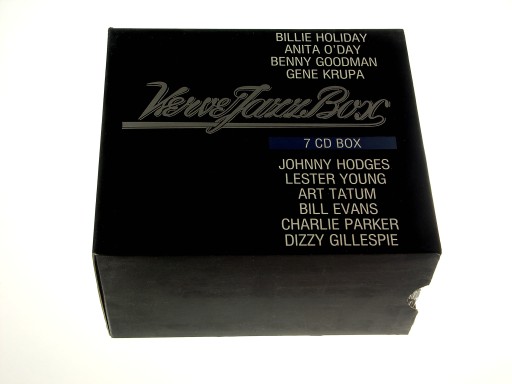 BILLIE HOLIDAY
ANITA O'DAY
BENNY GOODMAN
GENE KRUPA
Verve Jazz Box
7 CD BOX
JOHNNY HODGES
LESTER YOUNG
ART TATUM
BILL EVANS
CHARLIE PARKER
DIZZY GILLESPIE